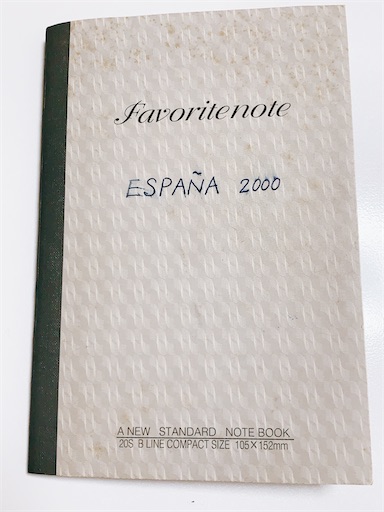 Favoritenote
ESPAÑA 2000
A NEW STANDARD NOTE BOOK
20S B LINE COMPACT SIZE 105×152mm